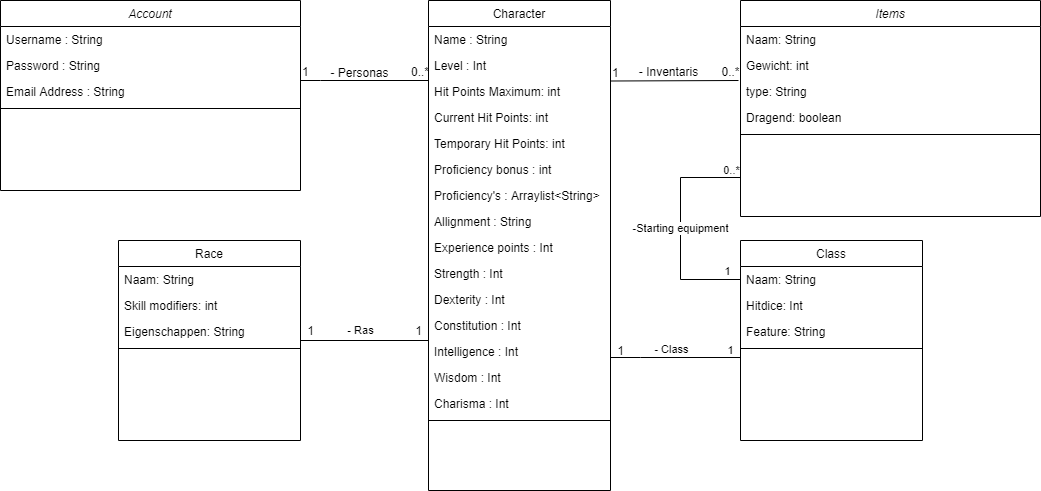 Account
Username : String
Password : String
Email Address : String
1
- Personas
0..*
Character
Name : String
Level : Int
Hit Points Maximum: int
Current Hit Points: int
Temporary Hit Points: int
Proficiency bonus : int
Proficiency's : Arraylist<String>
Allignment : String
Experience points : Int
Strength : Int
Dexterity : Int
Constitution : Int
Intelligence : Int
Wisdom : Int
Charisma : Int
1
- Inventaris
0..*
Items
Naam: String
Gewicht: int
type: String
Dragend: boolean
0..*
-Starting equipment
1
Race
Naam: String
Skill modifiers: int
Eigenschappen: String
1
- Ras
1
1
- Class
1
Class
Naam: String
Hitdice: Int
Feature: String